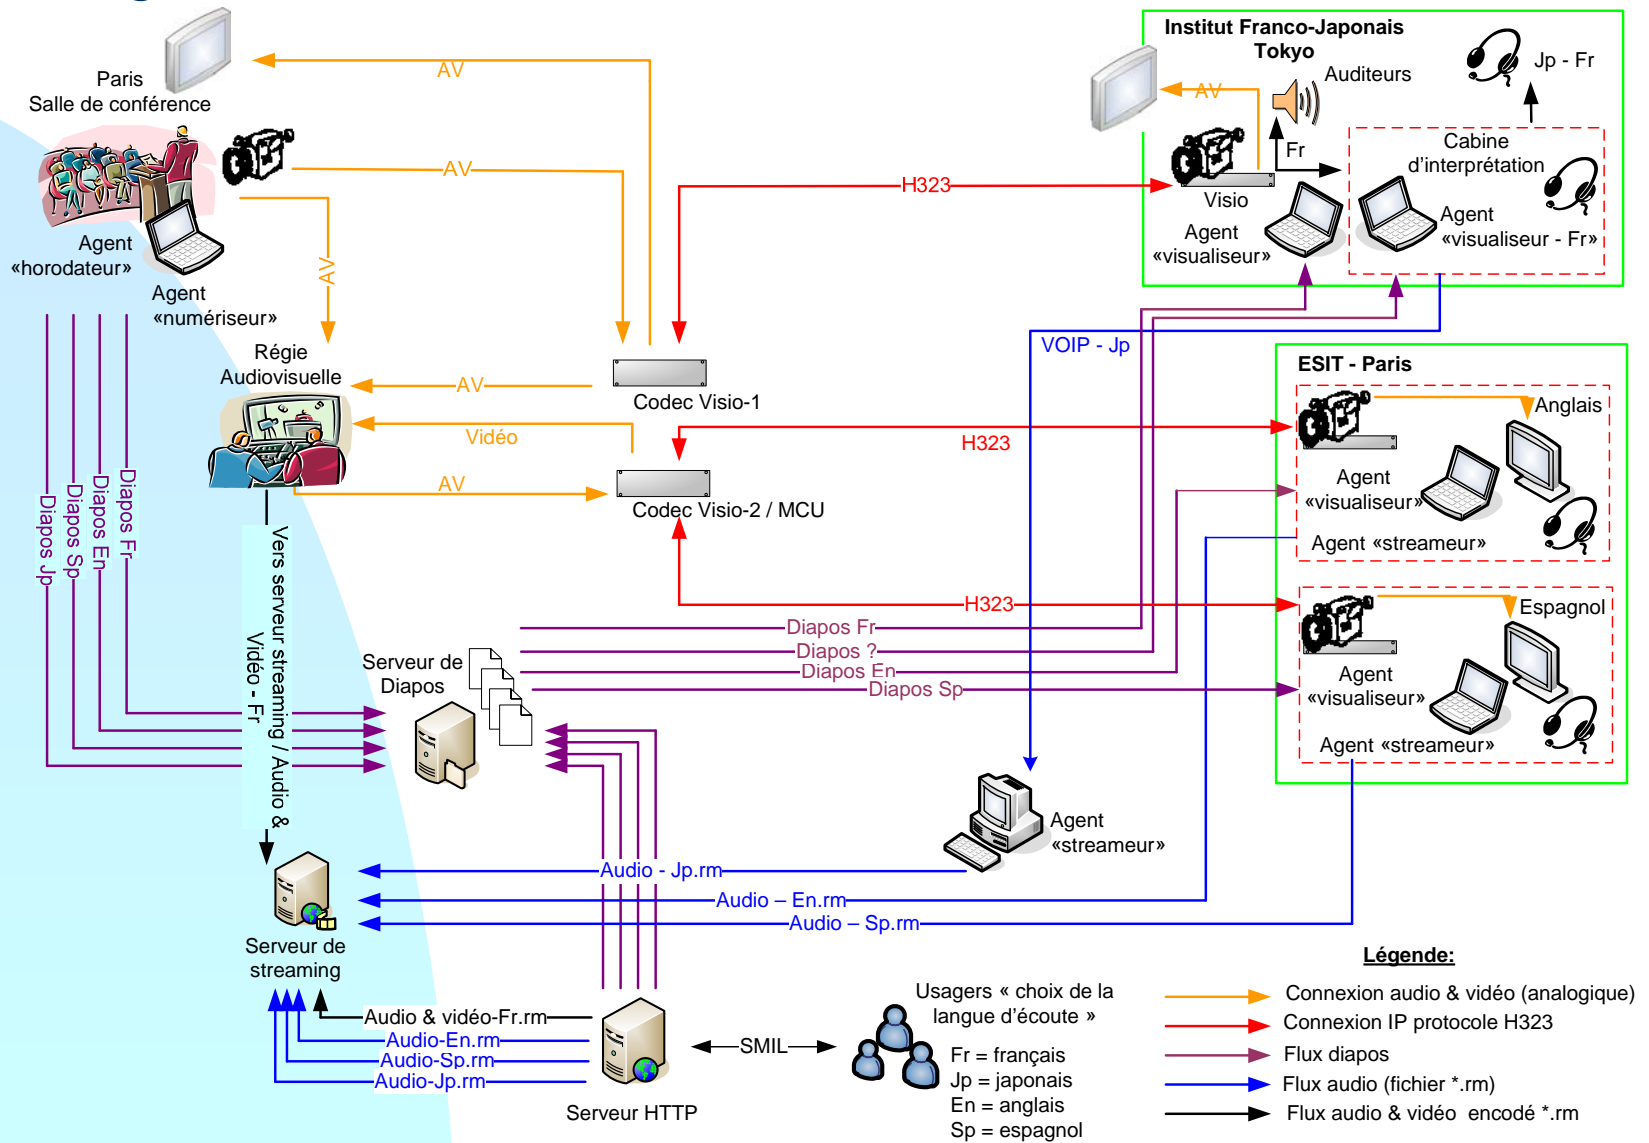 Paris
Salle de conférence
Agent
«horodateur»
Agent
«numériseur»
AV
AV
AV
Régie
Audiovisuelle
AV
Vidéo
AV
Codec Visio-1
Codec Visio-2 / MCU
H323
H323
H323
Institut Franco-Japonais
Tokyo
Auditeurs
Jp - Fr
AV
Fr
Visio
Cabine
d'interprétation
Agent
«visualiseur»
Agent
«visualiseur - Fr»
VOIP - Jp
ESIT - Paris
Anglais
Agent
«visualiseur»
Agent «streameur»
Espagnol
Agent
«visualiseur»
Agent «streameur»
Diapos Jp
Diapos Sp
Diapos En
Diapos Fr
Vers serveur streaming / Audio &
Vidéo - Fr
Diapos Fr
Diapos ?
Diapos En
Diapos Sp
Serveur de
Diapos
Agent
«streameur»
Audio - Jp.rm
Audio – En.rm
Audio – Sp.rm
Serveur de
streaming
Audio & vidéo-Fr.rm
Audio-En.rm
Audio-Sp.rm
Audio-Jp.rm
Serveur HTTP
SMIL
Usagers « choix de la
langue d'écoute »
Fr = français
Jp = japonais
En = anglais
Sp = espagnol
Légende:
Connexion audio & vidéo (analogique)
Connexion IP protocole H323
Flux diapos
Flux audio (fichier *.rm)
Flux audio & vidéo encodé *.rm